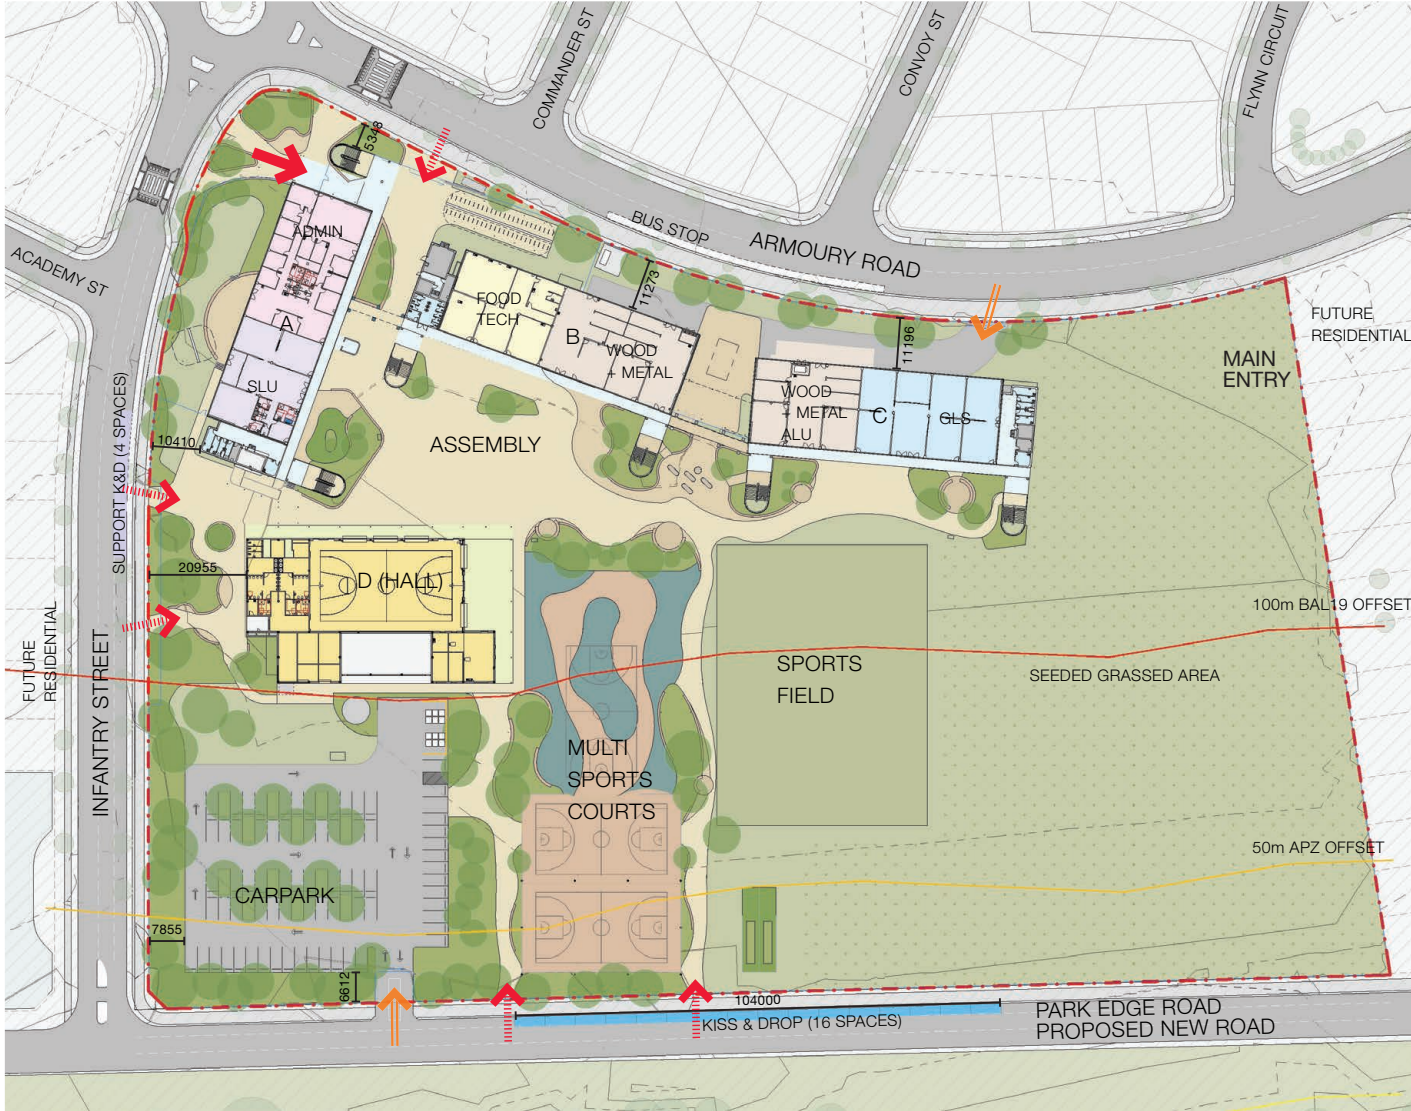 COMMANDER ST
CONVOY ST
FLYNN CIRCUIT
5348
ACADEMY ST
BUS STOP
ARMOURY ROAD
ADMIN
A
SLU
FOOD
TECH
11273
B
WOOD
+ METAL
11196
WOOD
+ METAL
+ ALU
C
GLS
MAIN
ENTRY
FUTURE
RESIDENTIAL
SUPPORT K&D (4 SPACES)
10410
ASSEMBLY
20955
D (HALL)
FUTURE
RESIDENTIAL
INFANTRY STREET
100m BAL19 OFFSET
SPORTS
FIELD
SEEDED GRASSED AREA
MULTI
SPORTS
COURTS
50m APZ OFFSET
CARPARK
7855
6612
104000
KISS & DROP (16 SPACES)
PARK EDGE ROAD
PROPOSED NEW ROAD